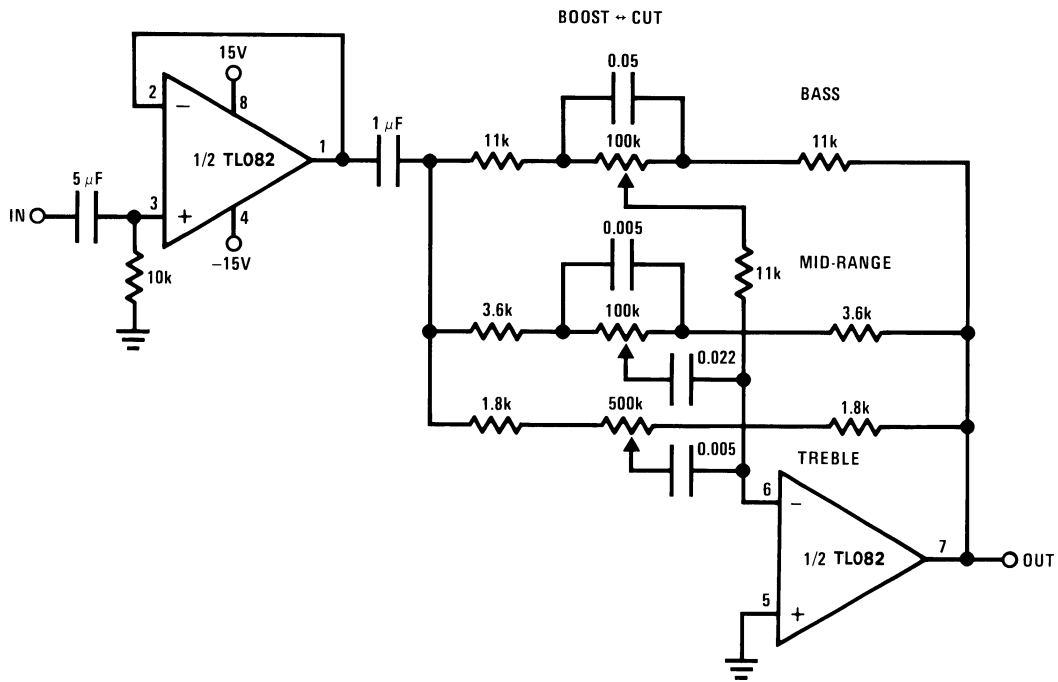 BOOST ↔ CUT
15V
0.05
2
−
8
BASS
1 μF
1/2 TL082
1
11k
100k
11k
5 μF
IN
3
+
4
−15V
0.005
10k
11k
MID-RANGE
3.6k
100k
3.6k
0.022
1.8k
500k
1.8k
0.005
TREBLE
6
−
1/2 TL082
7
OUT
5
+